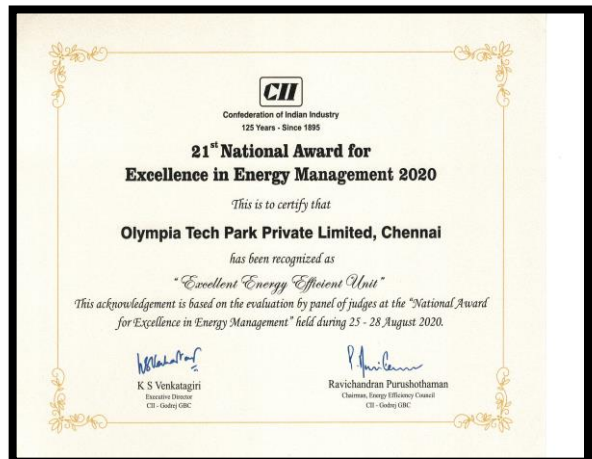 CII
Confederation of Indian Industry
125 Years - Since 1895
21st National Award for
Excellence in Energy Management 2020
This is to certify that
Olympia Tech Park Private Limited, Chennai
has been recognized as
"Excellent Energy Efficient Unit"
This acknowledgement is based on the evaluation by panel of judges at the "National Award
for Excellence in Energy Management" held during 25 - 28 August 2020.
K S Venkatagiri
Executive Director
CII - Godrej GBC
Ravichandran Purushothaman
Chairman, Energy Efficiency Council
CII - Godrej GBC